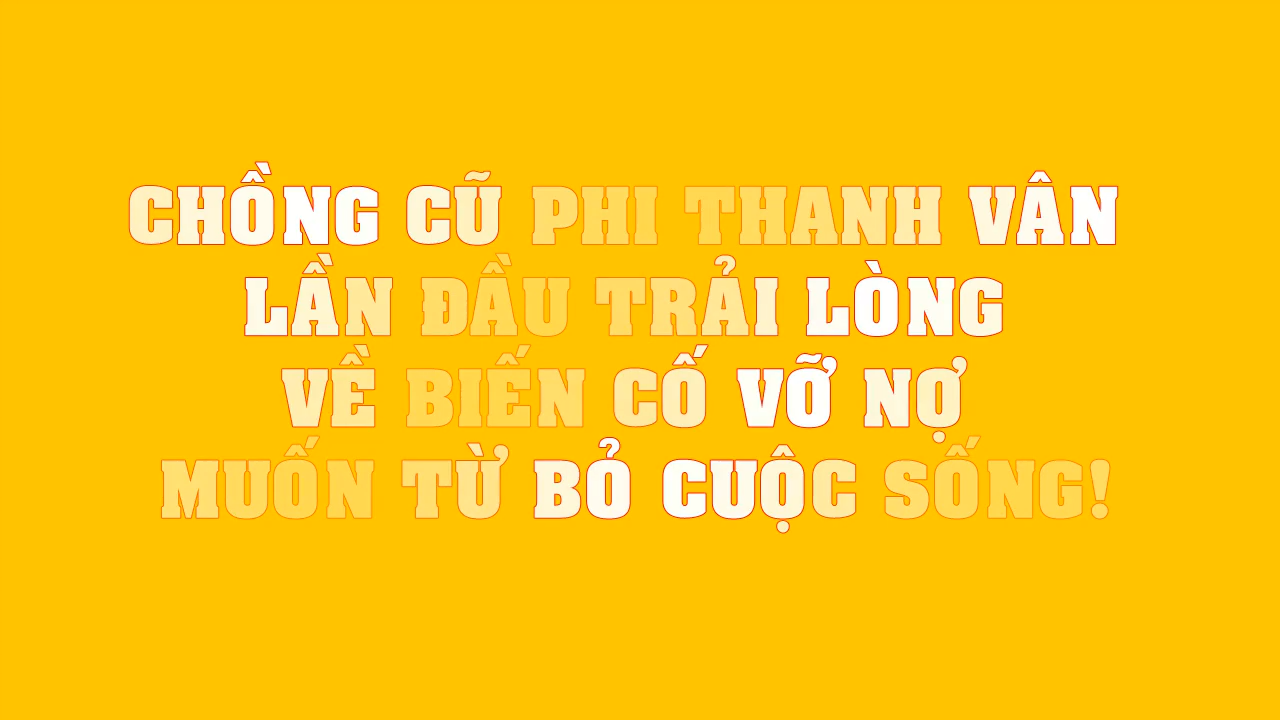 CHỒNG CŨ PHI THANH VÂN
LẦN ĐẦU TRẢI LÒNG
VỀ BIẾN CỐ VỠ NỢ
MUỐN TỪ BỎ CUỘC SỐNG!